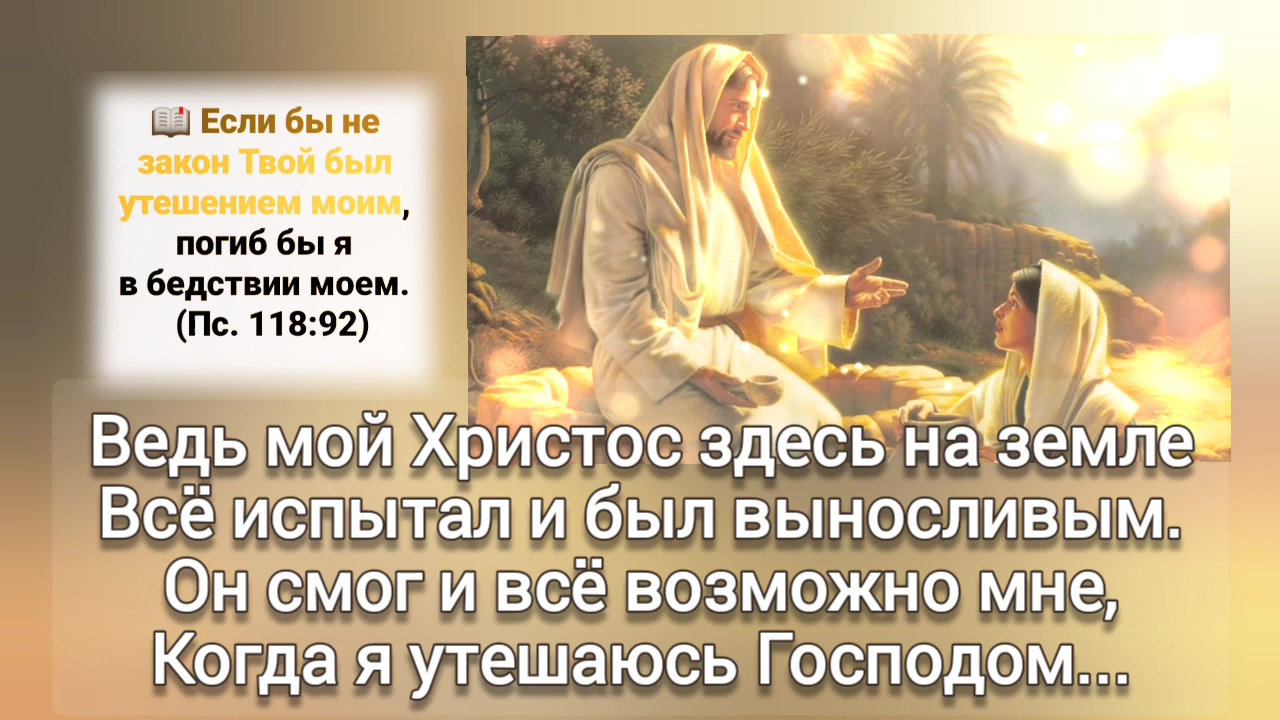 📖 Если бы не
закон Твой был
утешением моим,
погиб бы я
в бедствии моем.
(Пс. 118:92)
Ведь мой Христос здесь на земле
Всё испытал и был выносливым.
Он смог и всё возможно мне,
Когда я утешаюсь Господом...